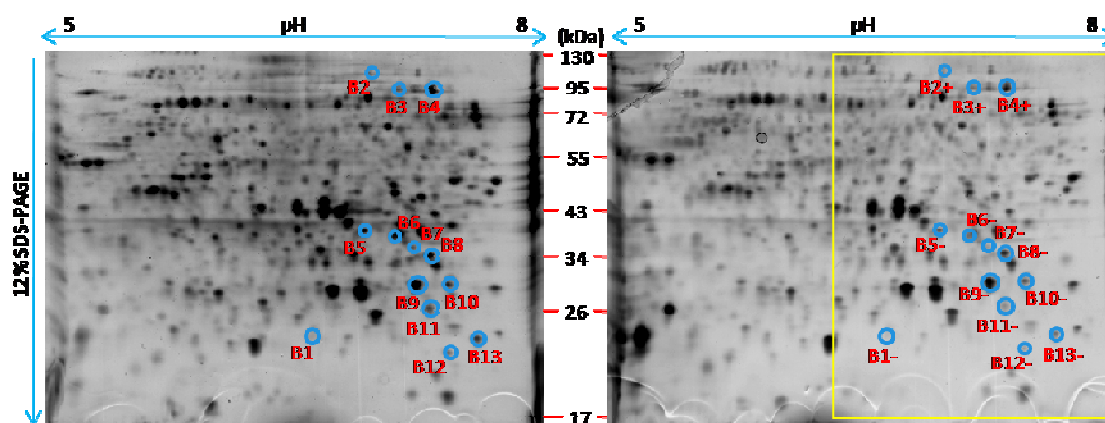 5 pH 8 (kDa) 5 pH 8
130
B2 B2+
B3 B4 95 B3+ B4+
72
12% SDS-PAGE
55
43
B6 B6-
B5 B7 B5- B7-
B8 34 B8-
B9 B10 B9- B10-
B11 26 B11-
B1 B1-
B12 B13 B12- B13-
17